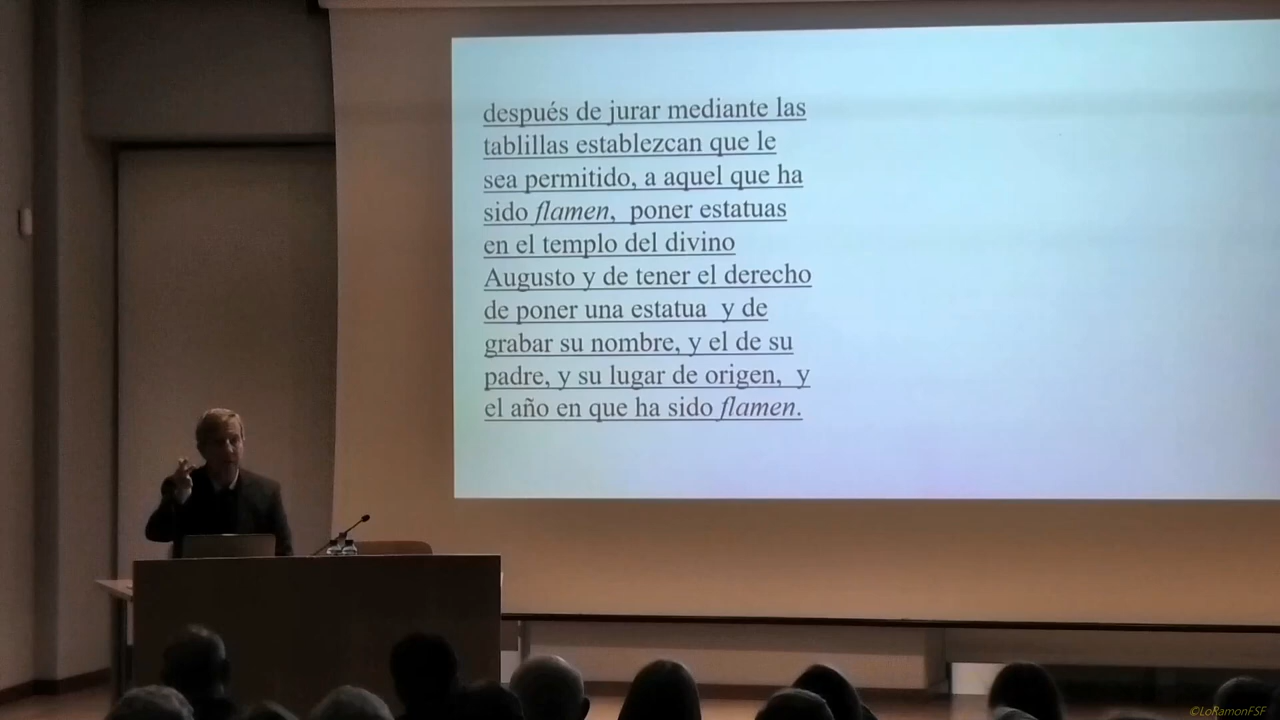 después de jurar mediante las
tablillas establezcan que le
sea permitido, a aquel que ha
sido flamen, poner estatuas
en el templo del divino
Augusto y de tener el derecho
de poner una estatua y de
grabar su nombre, y el de su
padre, y su lugar de origen, y
el año en que ha sido flamen.
©LoRamonFSF